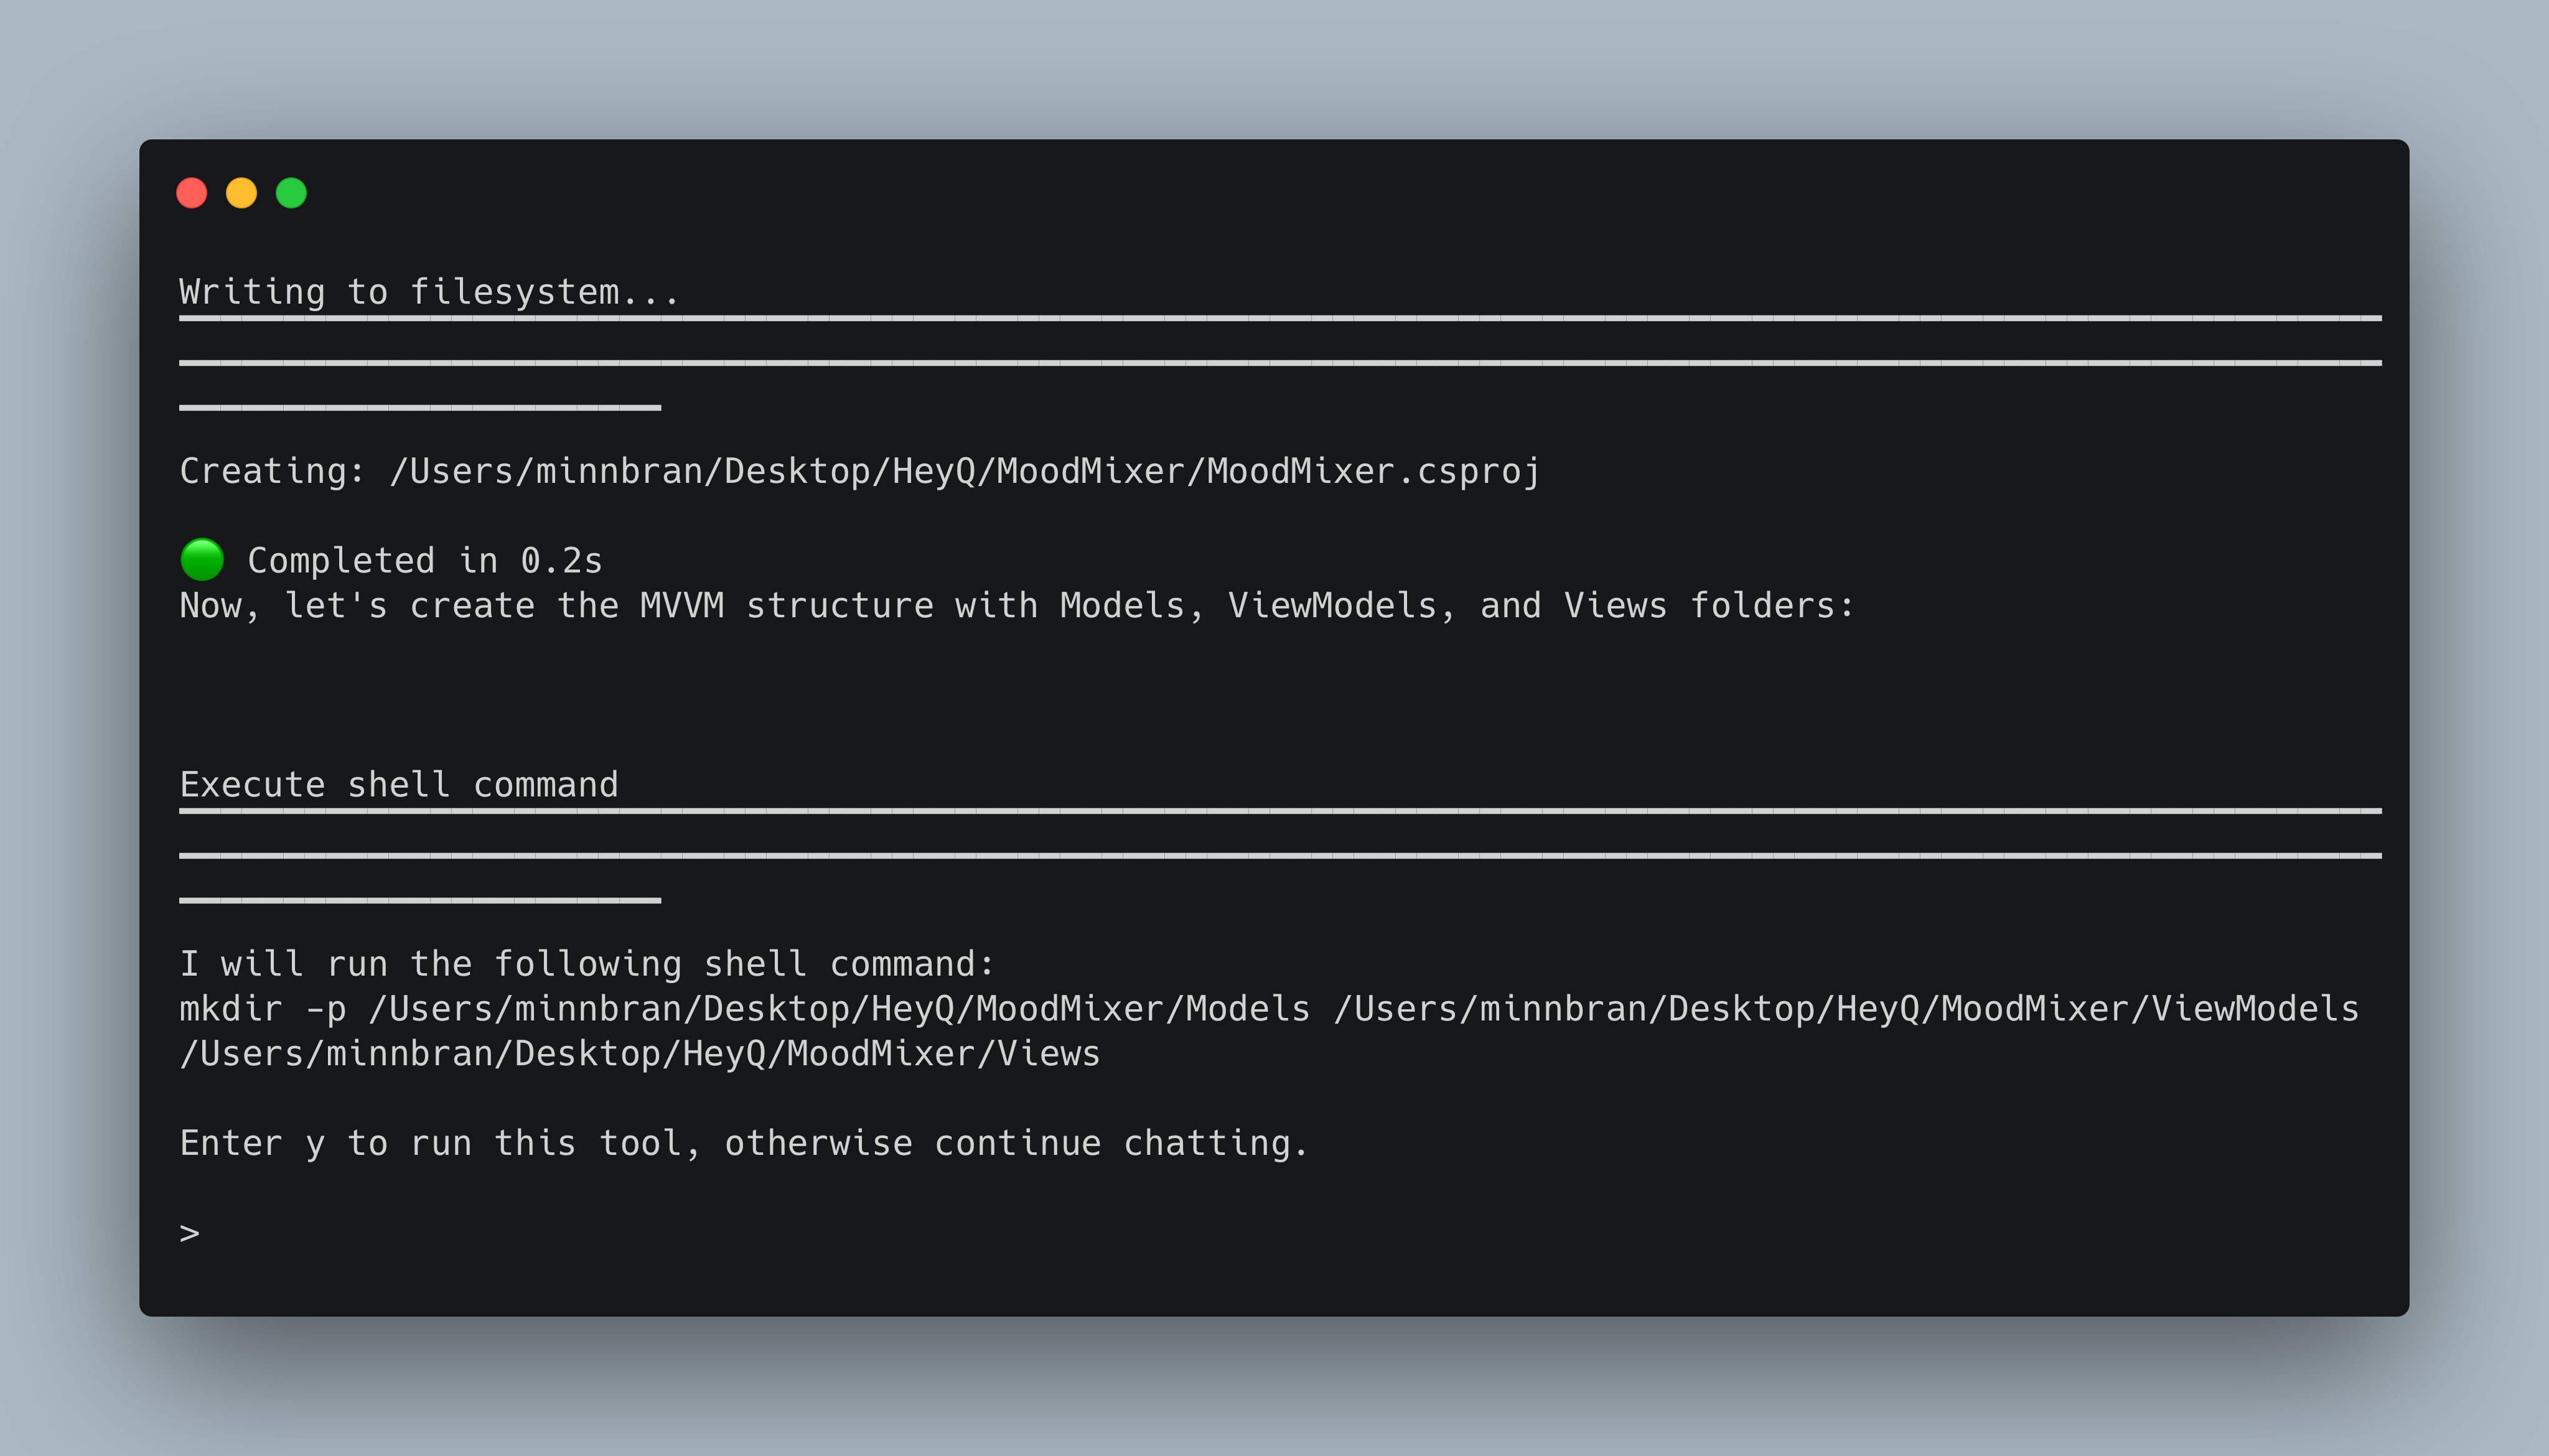 Writing to filesystem...
Creating: /Users/minnbran/Desktop/HeyQ/MoodMixer/MoodMixer.csproj
Completed in 0.2s
Now, let's create the MVVM structure with Models, ViewModels, and Views folders:
Execute shell command
I will run the following shell command:
mkdir -p /Users/minnbran/Desktop/HeyQ/MoodMixer/Models /Users/minnbran/Desktop/HeyQ/MoodMixer/ViewModels
/Users/minnbran/Desktop/HeyQ/MoodMixer/Views
Enter y to run this tool, otherwise continue chatting.
>